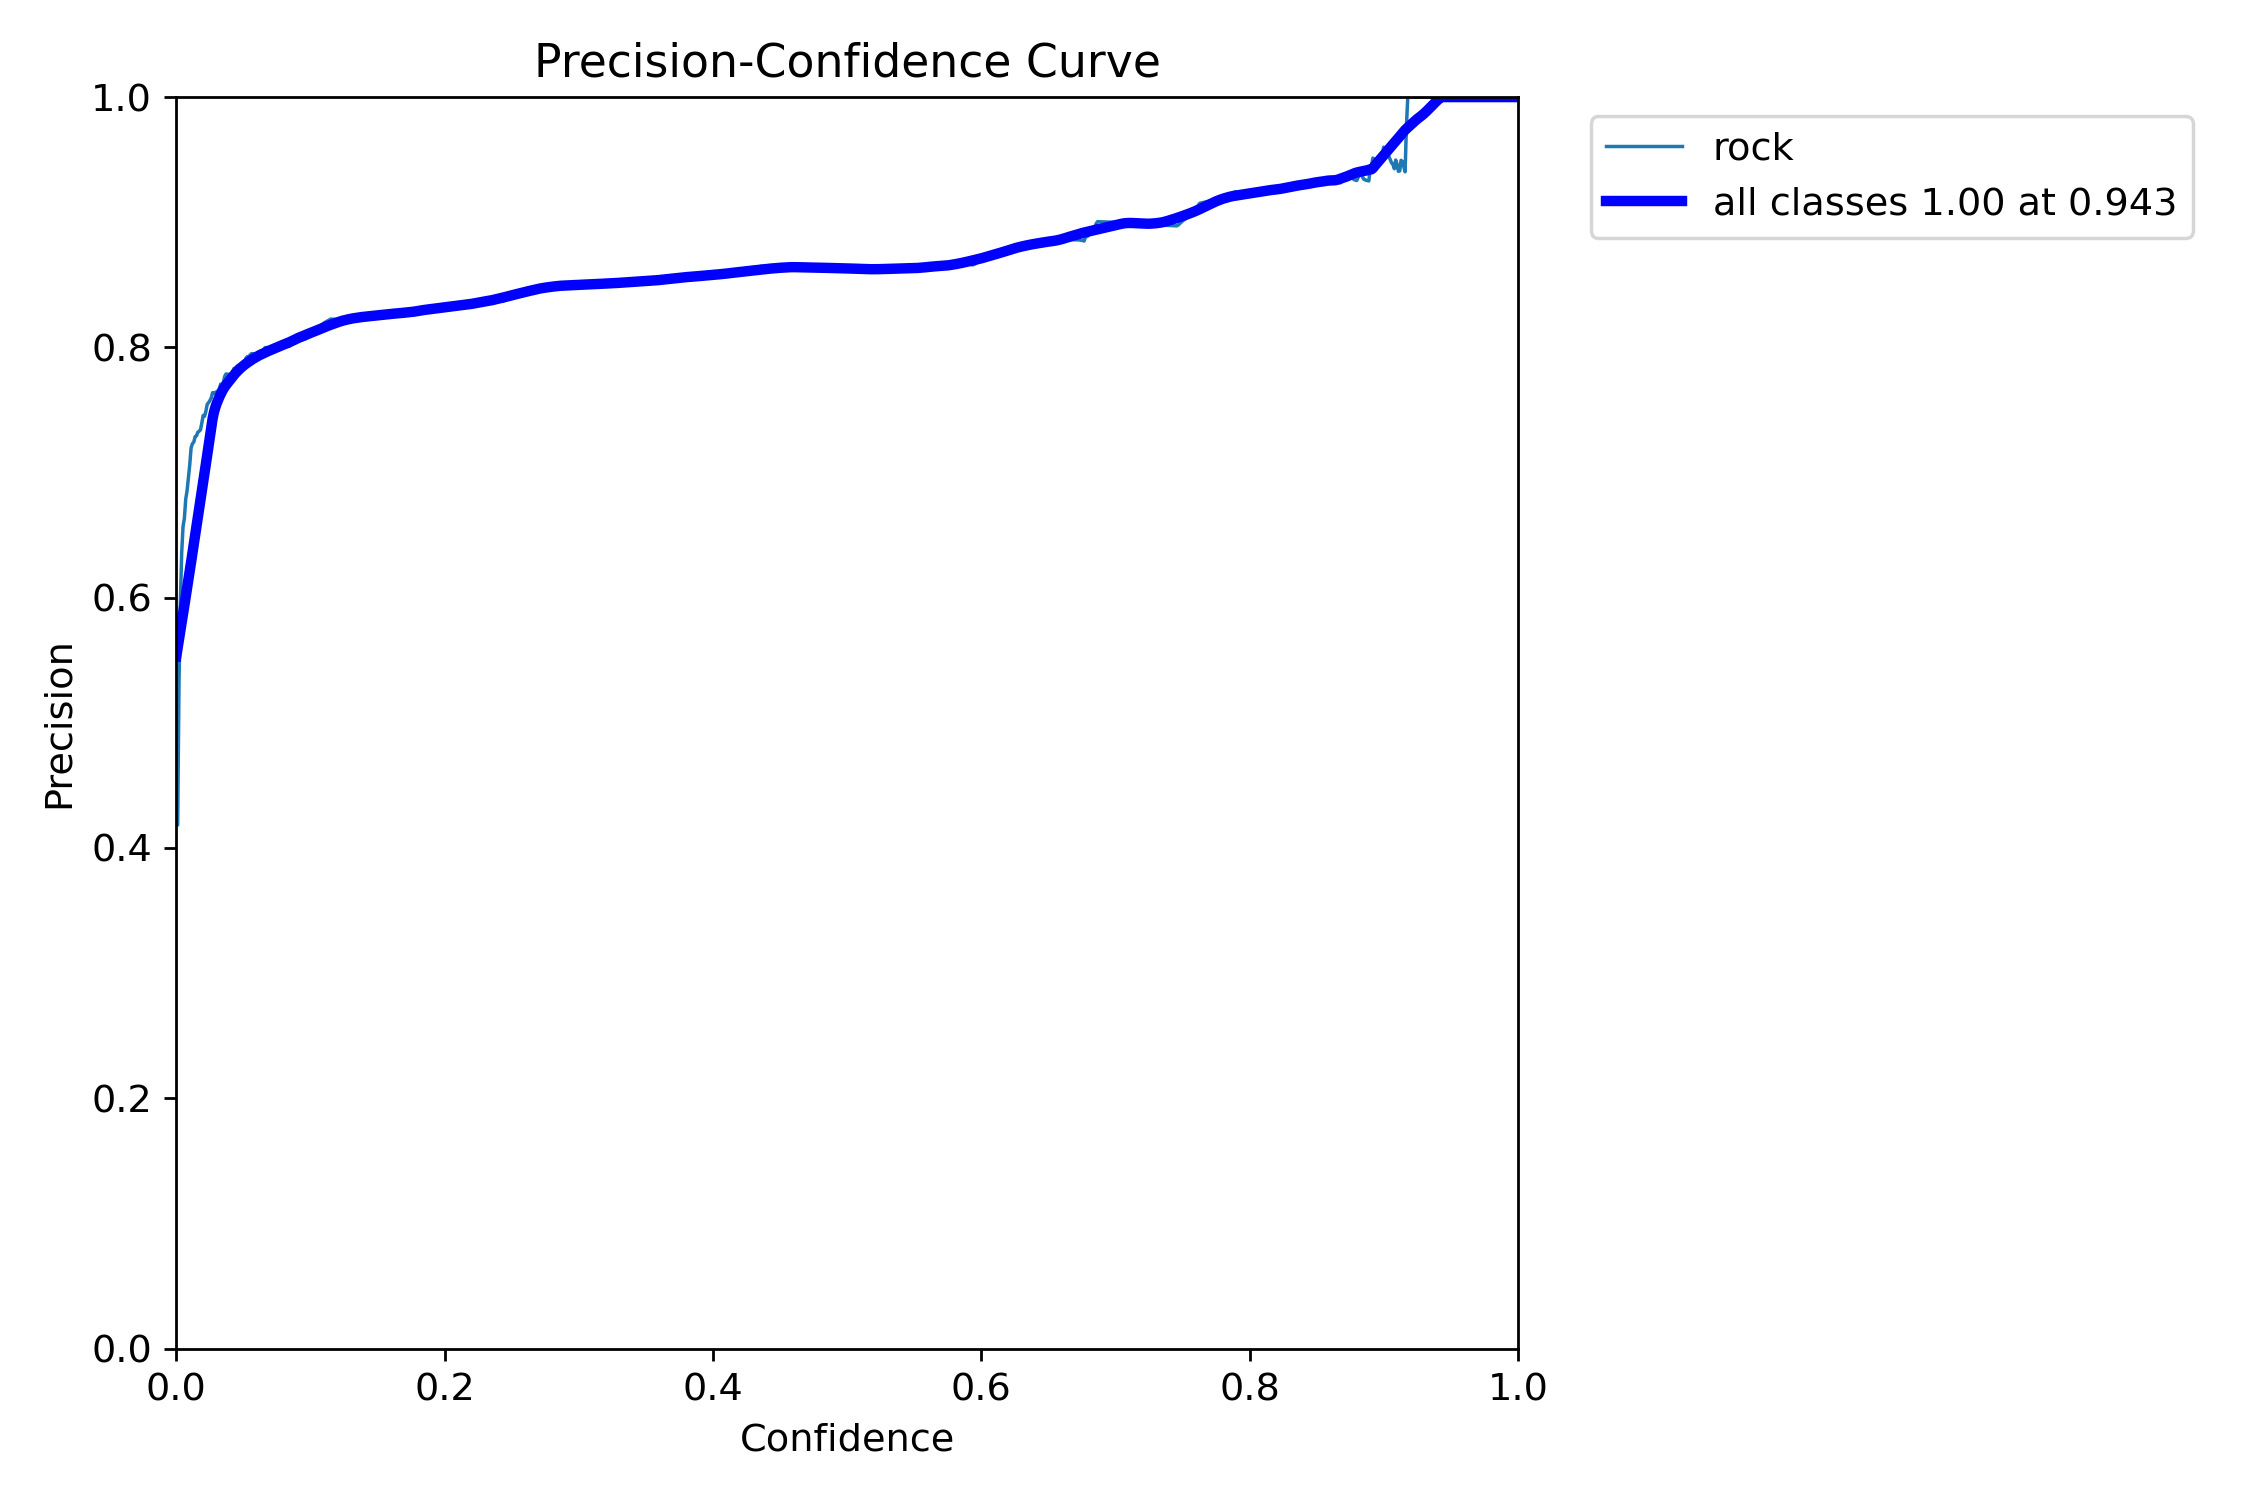 Precision-Confidence Curve
1.0
0.8
0.6
0.4
0.2
0.0
Precision
0.0 0.2 0.4 0.6 0.8 1.0
Confidence
rock
all classes 1.00 at 0.943